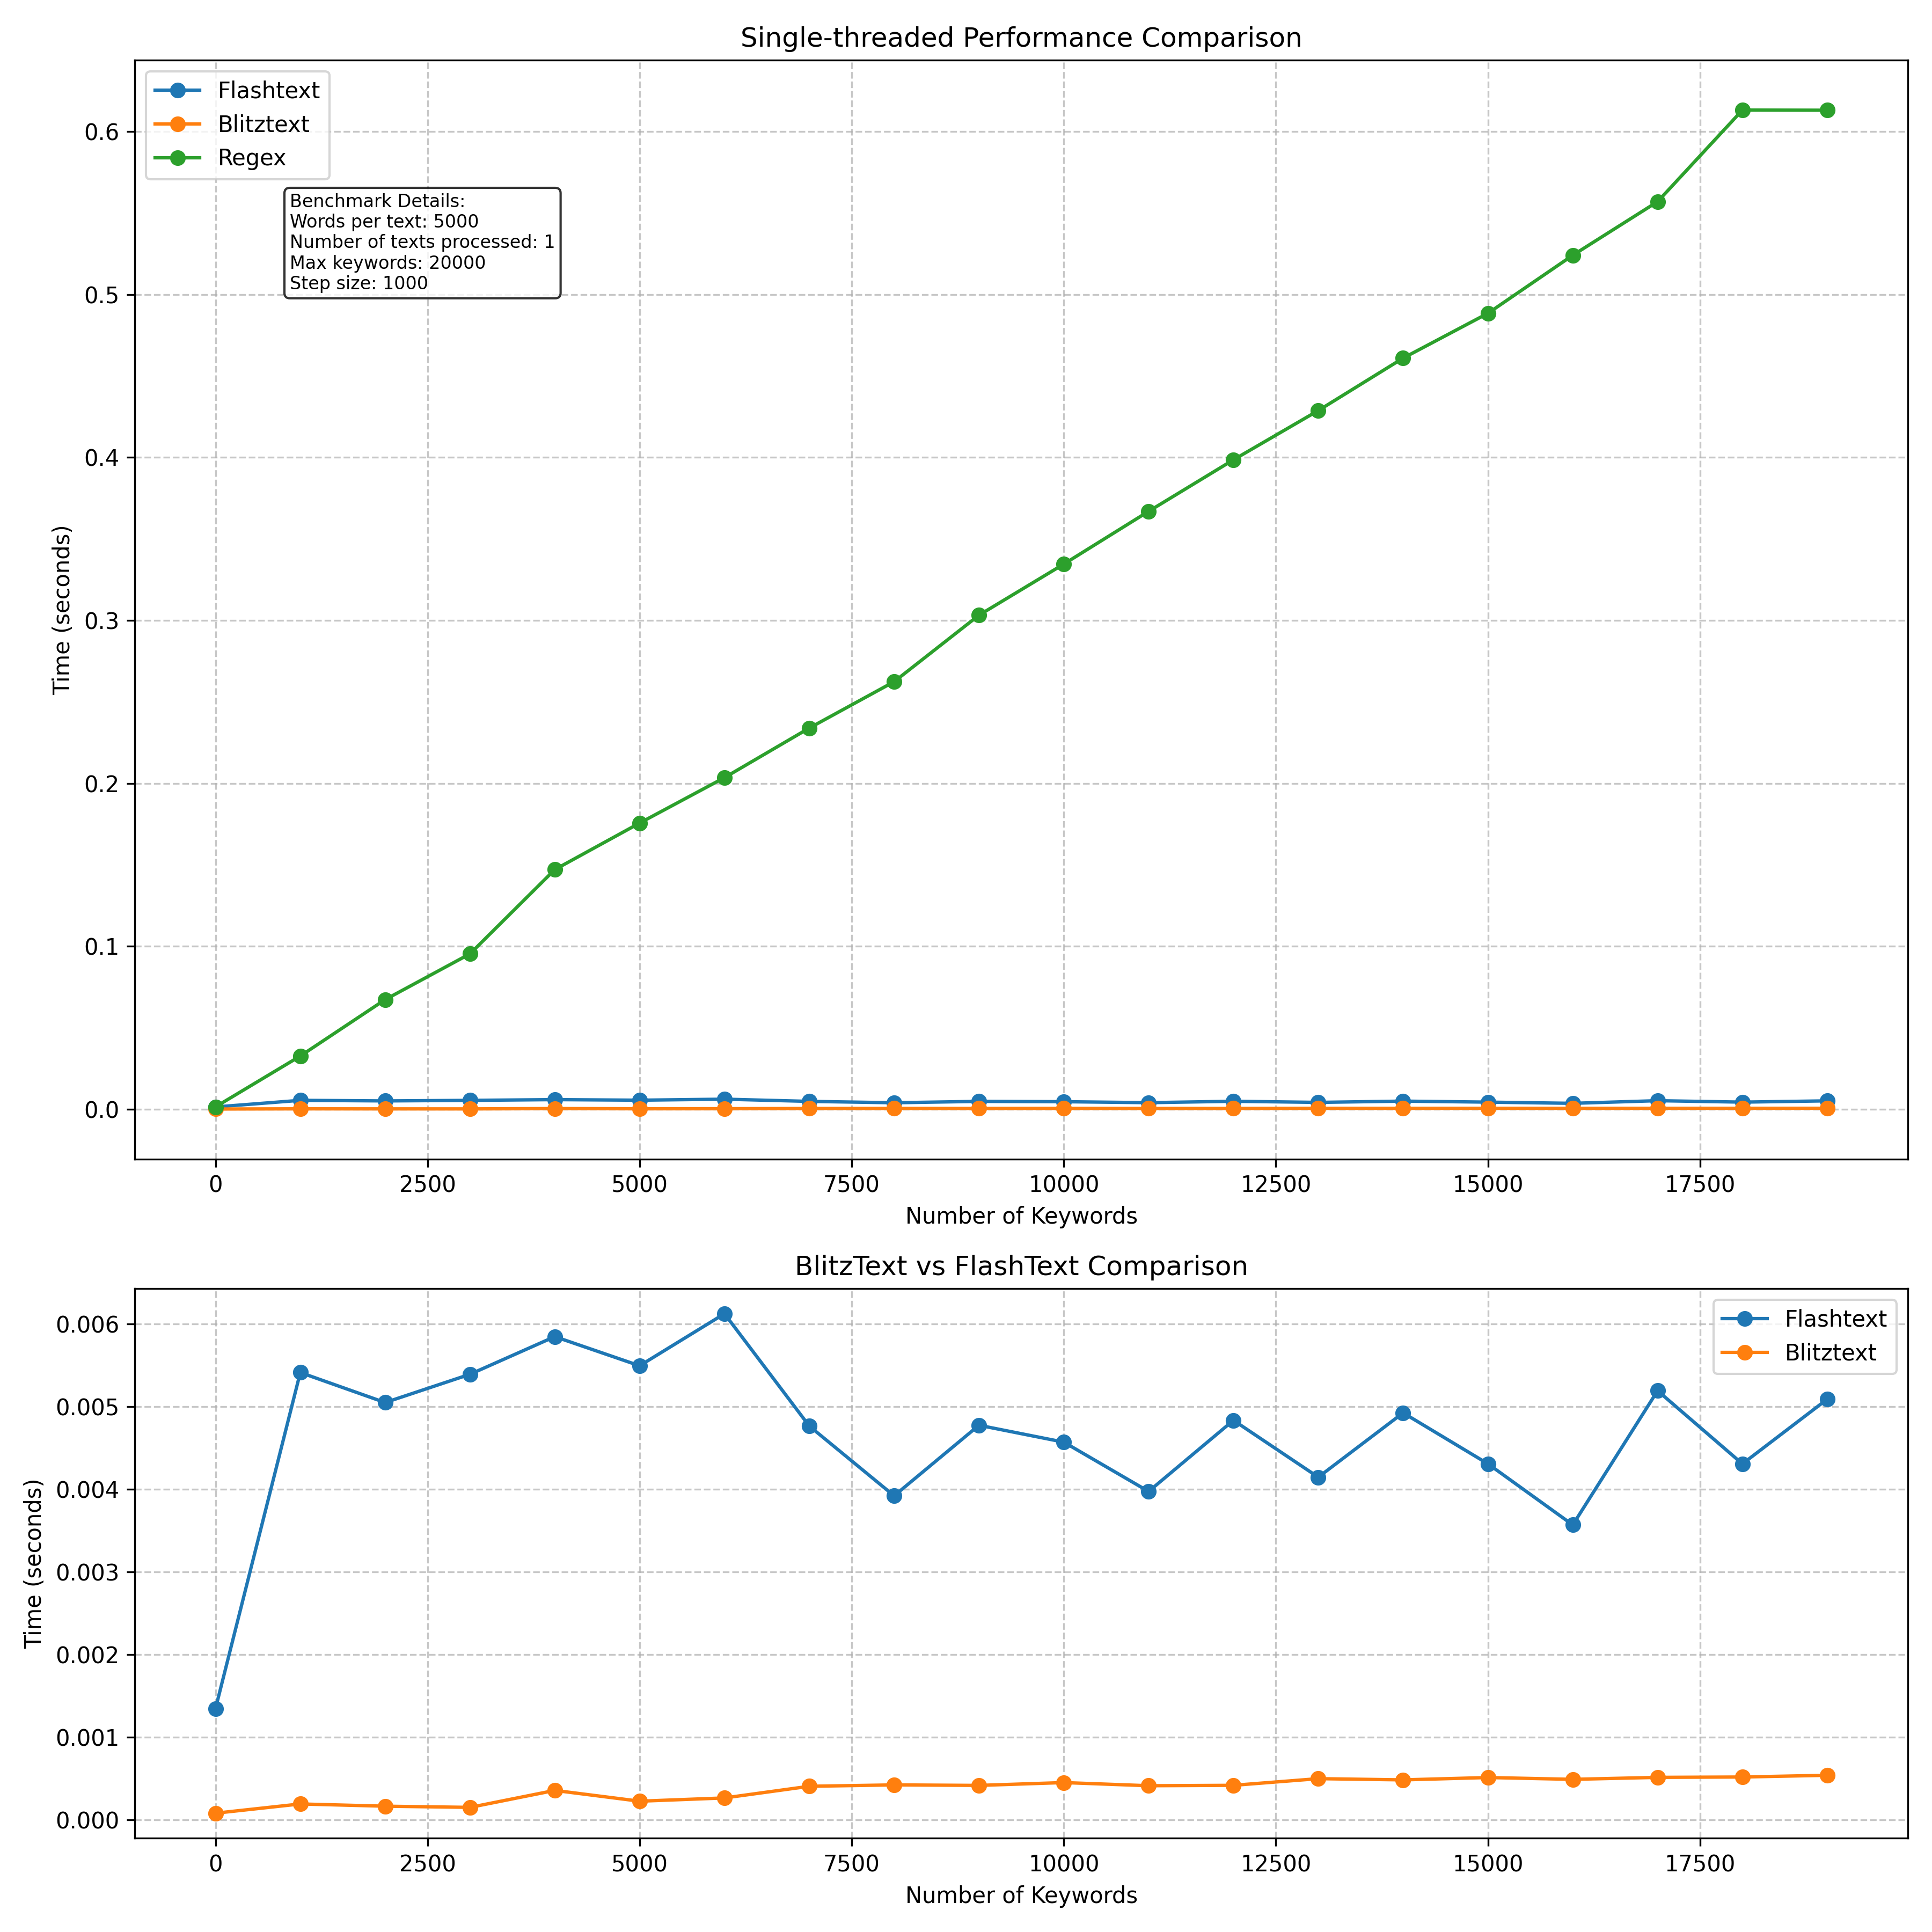 Single-threaded Performance Comparison
Flashtext
Blitztext
Regex
Benchmark Details:
Words per text: 5000
Number of texts processed: 1
Max keywords: 20000
Step size: 1000
Time (seconds)
0.6
0.5
0.4
0.3
0.2
0.1
0.0
0 2500 5000 7500 10000 12500 15000 17500
Number of Keywords
BlitzText vs FlashText Comparison
Flashtext
Blitztext
Time (seconds)
0.006
0.005
0.004
0.003
0.002
0.001
0.000
0 2500 5000 7500 10000 12500 15000 17500
Number of Keywords